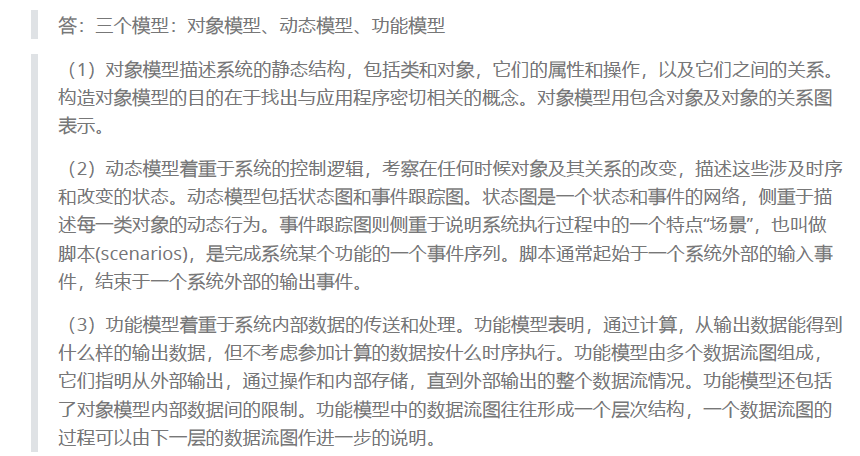 答：三个模型：对象模型、动态模型、功能模型
（1）对象模型描述系统的静态结构，包括类和对象，它们的属性和操作，以及它们之间的关系。
构造对象模型的目的在于找出与应用程序密切相关的概念。对象模型用包含对象及对象的关系图
表示。
（2）动态模型着重于系统的控制逻辑，考察在任何时候对象及其关系的改变，描述这些涉及时序
和改变的状态。动态模型包括状态图和事件跟踪图。状态图是一个状态和事件的网络，侧重于描
述每一类对象的动态行为。事件跟踪图则侧重于说明系统执行过程中的一个特点“场景”，也叫做
脚本(scenarios)，是完成系统某个功能的一个事件序列。脚本通常起始于一个系统外部的输入事
件，结束于一个系统外部的输出事件。
（3）功能模型着重于系统内部数据的传送和处理。功能模型表明，通过计算，从输出数据能得到
什么样的输出数据，但不考虑参加计算的数据按什么时序执行。功能模型由多个数据流图组成，
它们指明从外部输出，通过操作和内部存储，直到外部输出的整个数据流情况。功能模型还包括
了对象模型内部数据间的限制。功能模型中的数据流图往往形成一个层次结构，一个数据流图的
过程可以由下一层的数据流图作进一步的说明。